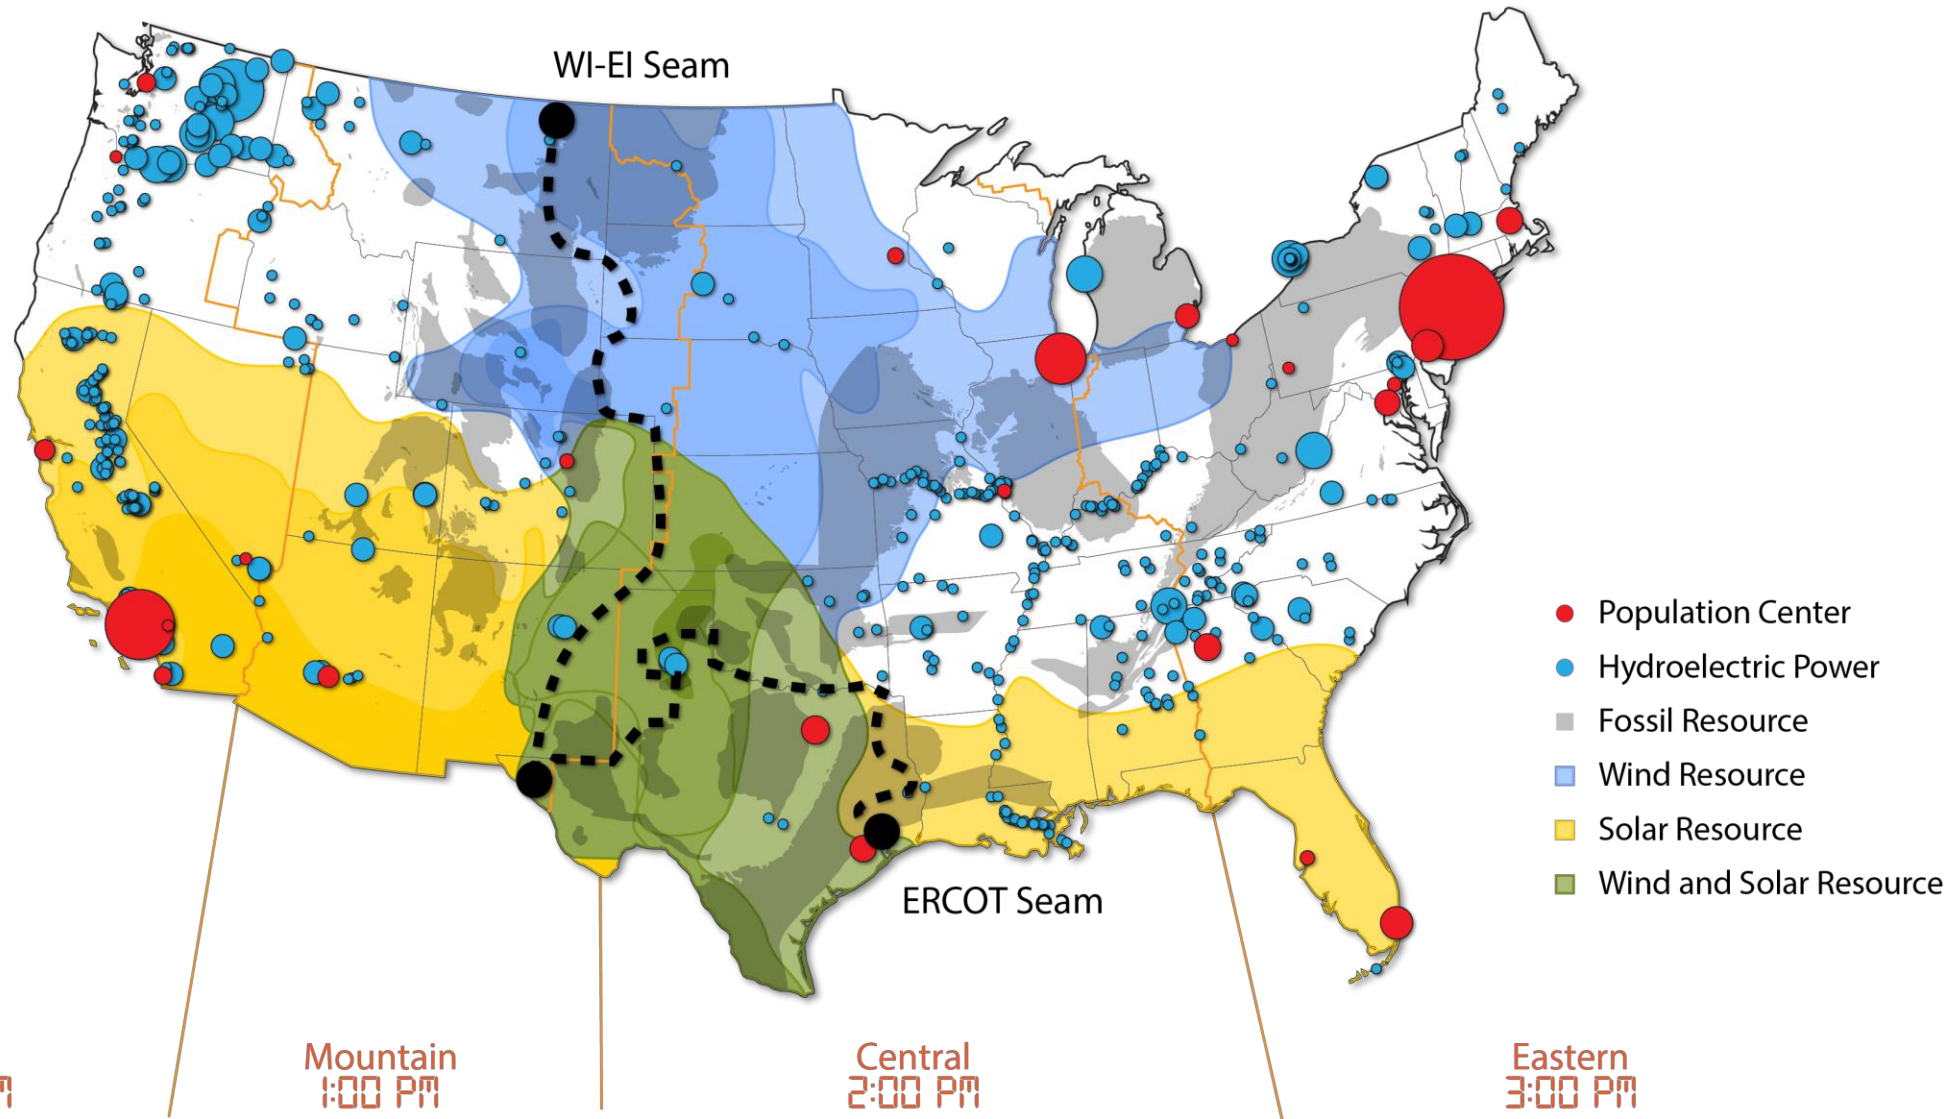 WI-EI Seam
Population Center
Hydroelectric Power
Fossil Resource
Wind Resource
Solar Resource
Wind and Solar Resource
ERCOT Seam
Mountain
1:00 PM
Central
2:00 PM
Eastern
3:00 PM